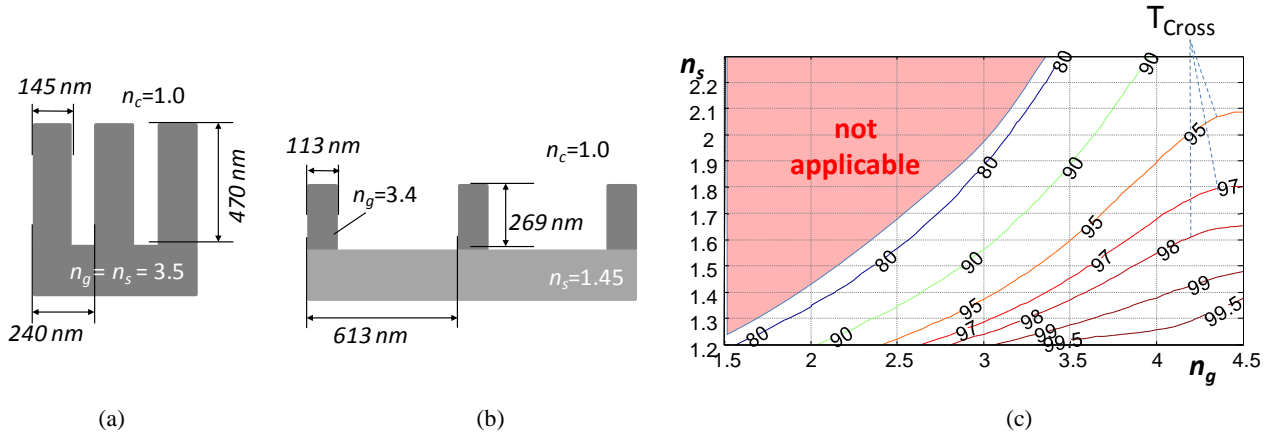 145 nm
n_c=1.0
470 nm
n_g = n_s = 3.5
240 nm
(a)
113 nm
n_c=1.0
n_g=3.4
269 nm
n_s=1.45
613 nm
(b)
T_Cross
n_s
2.2
2.1
2
1.9
1.8
1.7
1.6
1.5
1.4
1.3
1.2
not
applicable
80
90
80
90
95
97
80
90
95
97
98
80
90
95
97
98
99
99.5
99
99.5
1.5
2
2.5
3
3.5
4
4.5
n_g
(c)